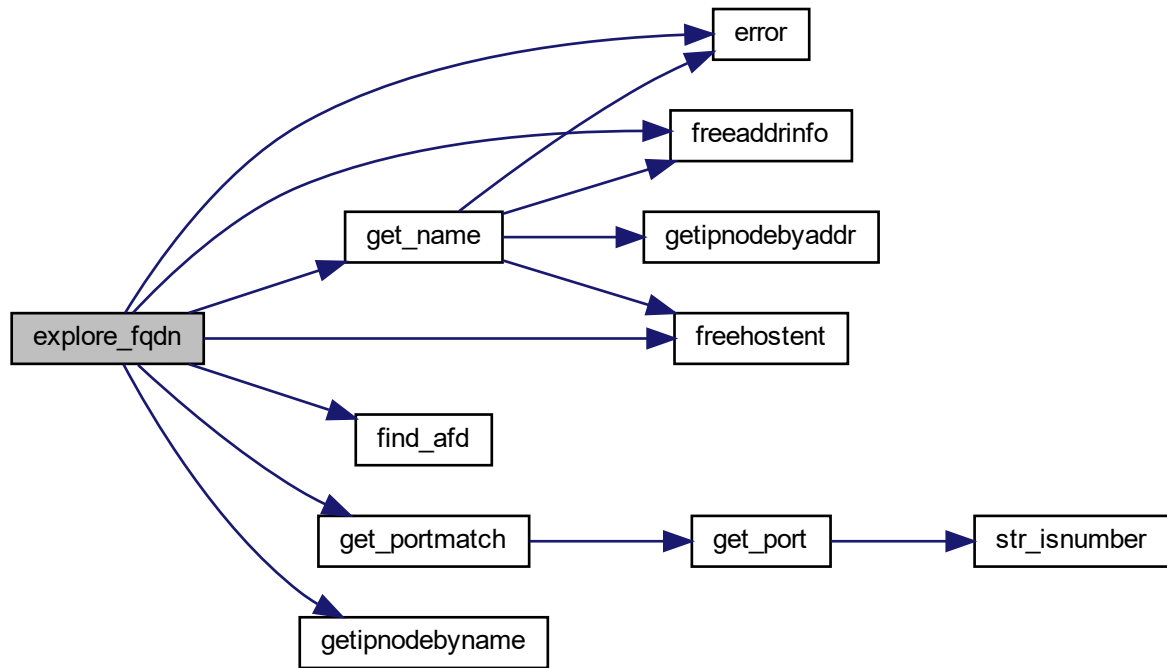 error
freeaddrinfo
get_name
getipnodebyaddr
explore_fqdn
freehostent
find_afd
get_portmatch
get_port
str_isnumber
getipnodebyname